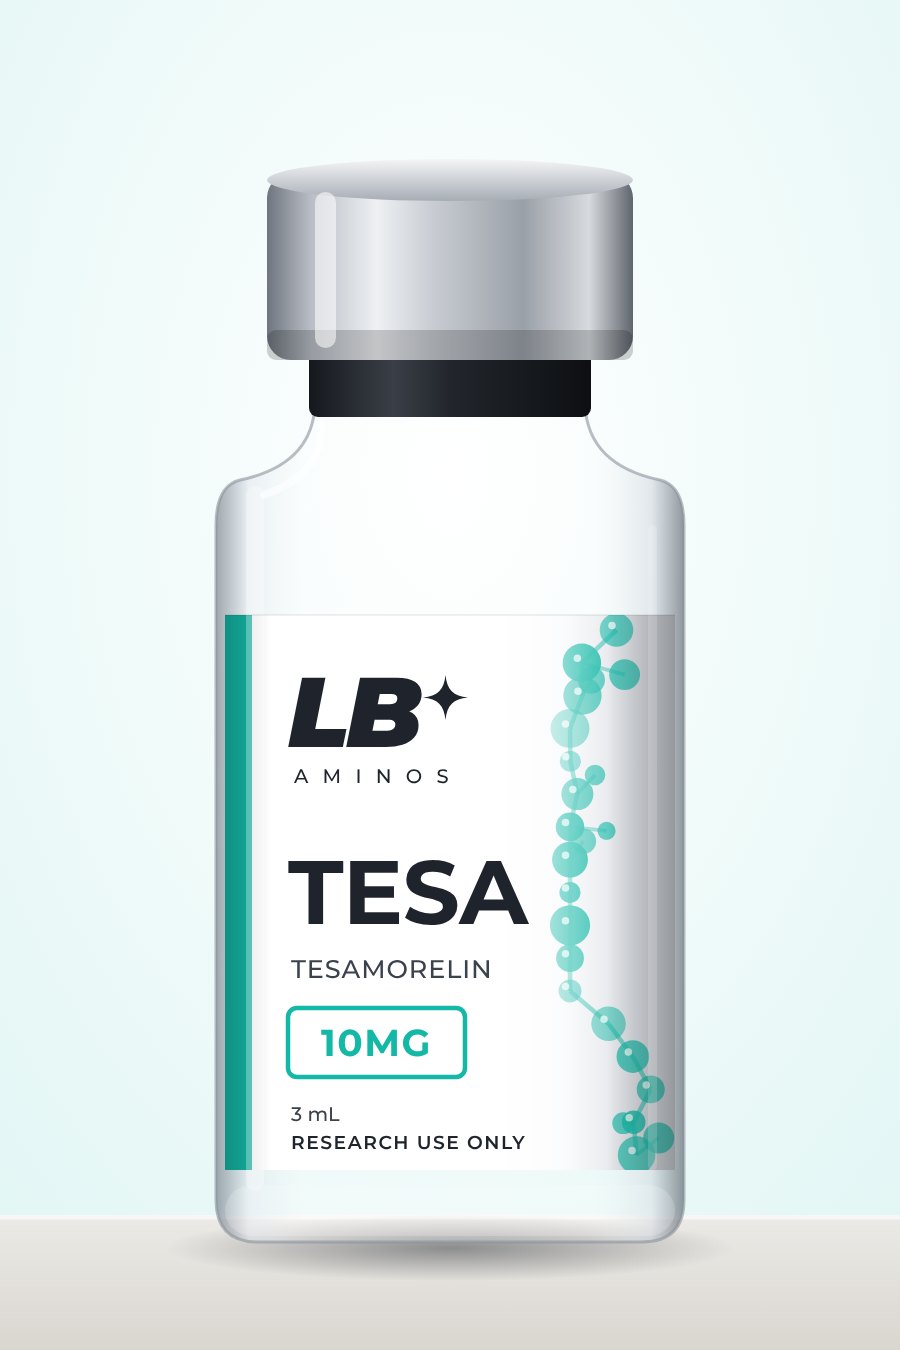 LB
AMINOS
TESA
TESAMORELIN
10MG
3 mL
RESEARCH USE ONLY